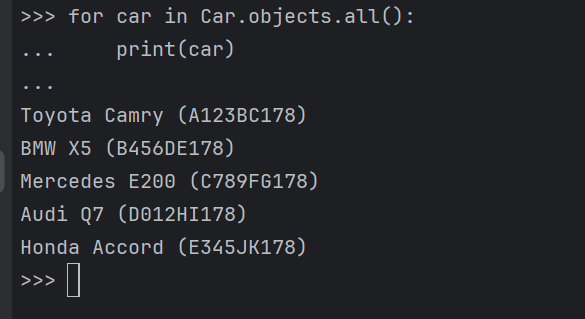 >>> for car in Car.objects.all():
...     print(car)
...
Toyota Camry (A123BC178)
BMW X5 (B456DE178)
Mercedes E200 (C789FG178)
Audi Q7 (D012HI178)
Honda Accord (E345JK178)
>>>